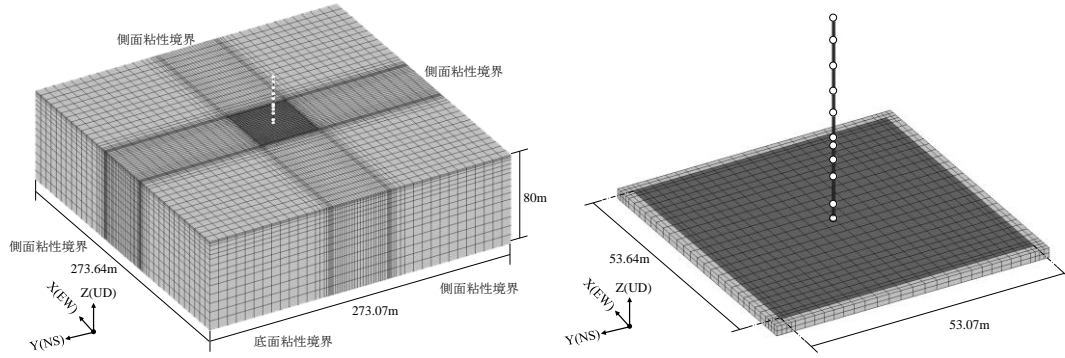 側面粘性境界
側面粘性境界
80m
側面粘性境界
273.64m
側面粘性境界
273.07m
底面粘性境界
X(EW)
Z(UD)
Y(NS)
53.64m
53.07m
X(EW)
Z(UD)
Y(NS)